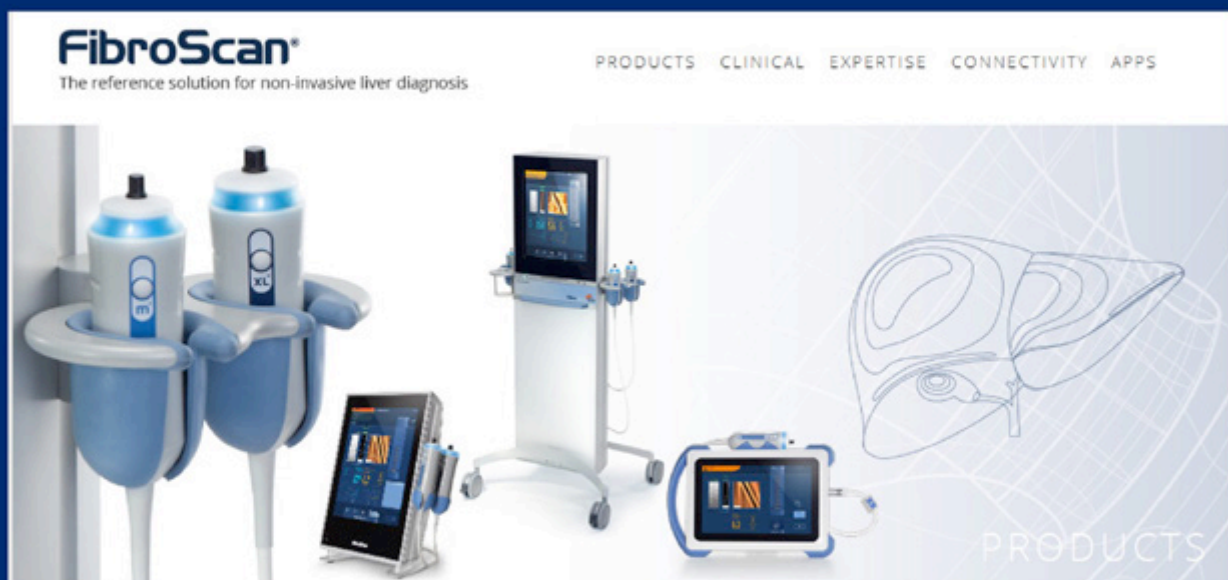 FibroScan®
The reference solution for non-invasive liver diagnosis
PRODUCTS CLINICAL EXPERTISE CONNECTIVITY APPS
m
XL
PRODUCTS